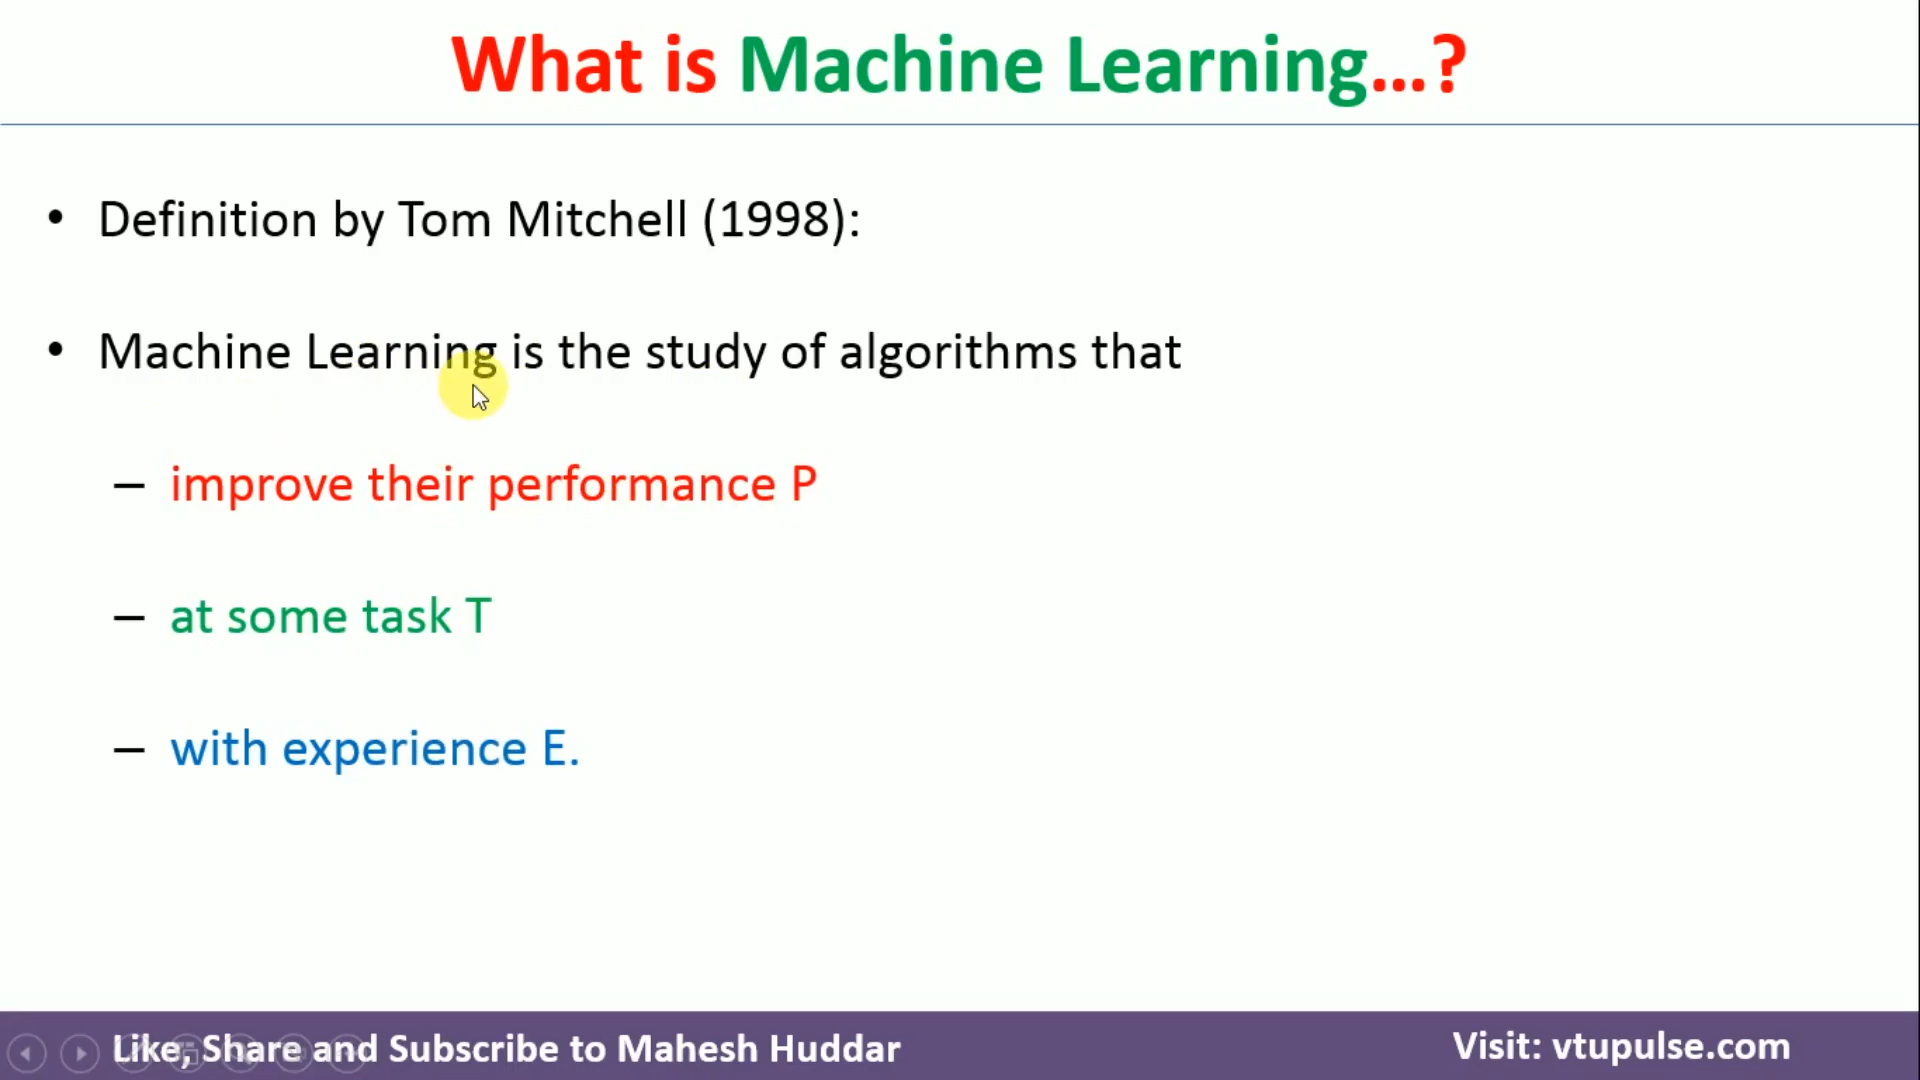 What is Machine Learning...?
• Definition by Tom Mitchell (1998):
• Machine Learning is the study of algorithms that
– improve their performance P
– at some task T
– with experience E.
Like, Share and Subscribe to Mahesh Huddar
Visit: vtupulse.com